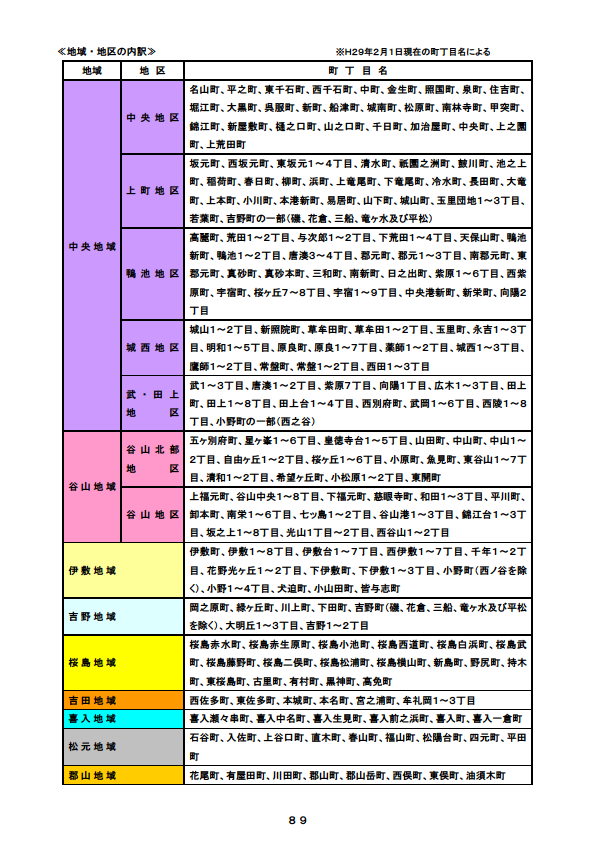 ≪地域・地区の内訳≫
※H29年2月1日現在の町丁目名による
地域 地区 町丁目名
中央地域
中央地区
名山町、平之町、東千石町、西千石町、中町、金生町、照国町、泉町、住吉町、
堀江町、大黒町、呉服町、新町、船津町、城南町、松原町、南林寺町、甲突町、
錦江町、新屋敷町、樋之口町、山之口町、千日町、加治屋町、中央町、上之園
町、上荒田町
上町地区
坂元町、西坂元町、東坂元1～4丁目、清水町、祇園之洲町、皷川町、池之上
町、稲荷町、春日町、柳町、浜町、上竜尾町、下竜尾町、冷水町、長田町、大竜
町、上本町、小川町、本港新町、易居町、山下町、城山町、玉里団地1～3丁目、
若葉町、吉野町の一部(磯、花倉、三船、竜ヶ水及び平松)
鴨池地区
高麗町、荒田1～2丁目、与次郎1～2丁目、下荒田1～4丁目、天保山町、鴨池
新町、鴨池1～2丁目、唐湊3～4丁目、郡元町、郡元1～3丁目、南郡元町、東
郡元町、真砂町、真砂本町、三和町、南新町、日之出町、紫原1～6丁目、西紫
原町、宇宿町、桜ヶ丘7～8丁目、宇宿1～9丁目、中央港新町、新栄町、向陽2
丁目
城西地区
城山1～2丁目、新照院町、草牟田町、草牟田1～2丁目、玉里町、永吉1～3丁
目、明和1～5丁目、原良町、原良1～7丁目、薬師1～2丁目、城西1～3丁目、
鷹師1～2丁目、常盤町、常盤1～2丁目、西田1～3丁目
武・田上
地区
武1～3丁目、唐湊1～2丁目、紫原7丁目、向陽1丁目、広木1～3丁目、田上
町、田上1～8丁目、田上台1～4丁目、西別府町、武岡1～6丁目、西陵1～8
丁目、小野町の一部(西之谷)
谷山地域
谷山北部
地区
五ヶ別府町、星ヶ峯1～6丁目、皇徳寺台1～5丁目、山田町、中山町、中山1～
2丁目、自由ヶ丘1～2丁目、桜ヶ丘1～6丁目、小原町、魚見町、東谷山1～7丁
目、清和1～2丁目、希望ヶ丘町、小松原1～2丁目、東開町
谷山地区
上福元町、谷山中央1～8丁目、下福元町、慈眼寺町、和田1～3丁目、平川町、
卸本町、南栄1～6丁目、七ッ島1～2丁目、谷山港1～3丁目、錦江台1～3丁
目、坂之上1～8丁目、光山1丁目～2丁目、西谷山1～2丁目
伊敷地域
伊敷町、伊敷1～8丁目、伊敷台1～7丁目、西伊敷1～7丁目、千年1～2丁
目、花野光ヶ丘1～2丁目、下伊敷町、下伊敷1～3丁目、小野町(西ノ谷を除
く)、小野1～4丁目、犬迫町、小山田町、皆与志町
吉野地域
岡之原町、緑ヶ丘町、川上町、下田町、吉野町(磯、花倉、三船、竜ヶ水及び平松
を除く)、大明丘1～3丁目、吉野1～2丁目
桜島地域
桜島赤水町、桜島赤生原町、桜島小池町、桜島西道町、桜島白浜町、桜島武
町、桜島藤野町、桜島二俣町、桜島松浦町、桜島横山町、新島町、野尻町、持木
町、東桜島町、古里町、有村町、黒神町、高免町
吉田地域
西佐多町、東佐多町、本城町、本名町、宮之浦町、牟礼岡1～3丁目
喜入地域
喜入瀬々串町、喜入中名町、喜入生見町、喜入前之浜町、喜入町、喜入一倉町
松元地域
石谷町、入佐町、上谷口町、直木町、春山町、福山町、松陽台町、四元町、平田
町
郡山地域
花尾町、有屋田町、川田町、郡山町、郡山岳町、西俣町、東俣町、油須木町
89